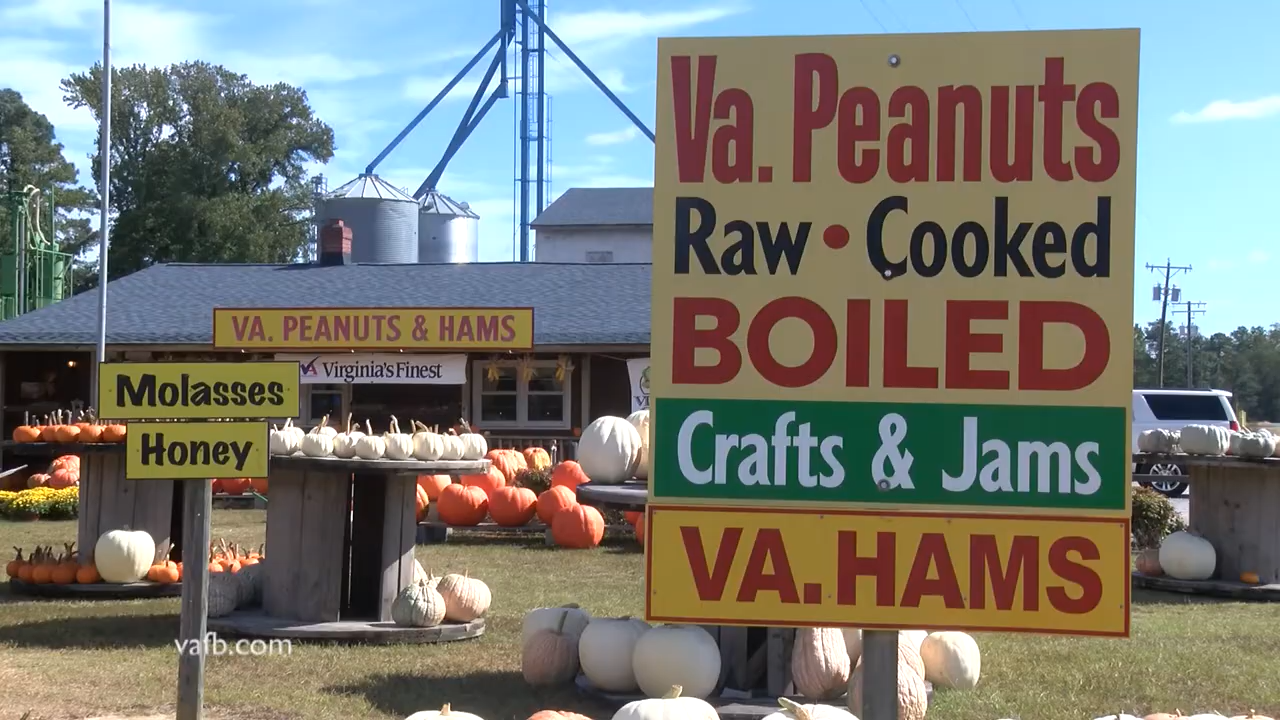 Va. Peanuts
Raw • Cooked
BOILED
Crafts & Jams
VA. HAMS
VA. PEANUTS & HAMS
Virginia's Finest
Molasses
Honey
vafb.com